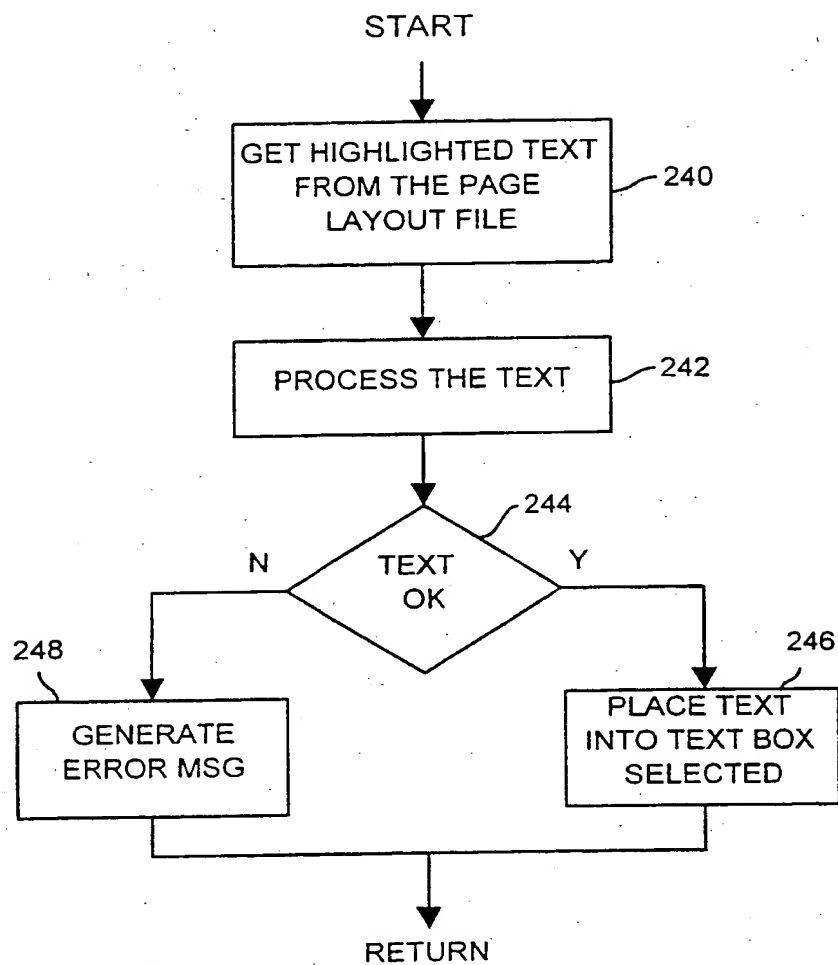 START
GET HIGHLIGHTED TEXT
FROM THE PAGE
LAYOUT FILE
240
PROCESS THE TEXT
242
244
N
TEXT
OK
Y
248
GENERATE
ERROR MSG
246
PLACE TEXT
INTO TEXT BOX
SELECTED
RETURN